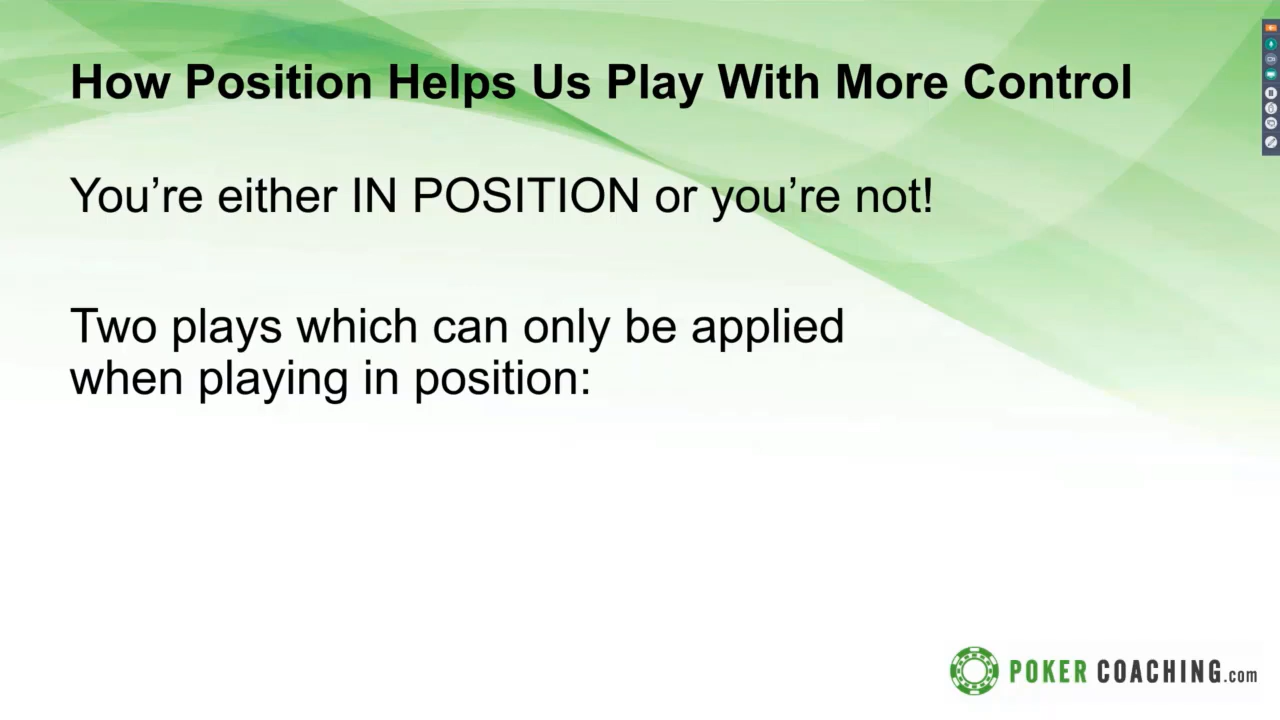 How Position Helps Us Play With More Control
You’re either IN POSITION or you’re not!
Two plays which can only be applied
when playing in position:
POKER COACHING.com